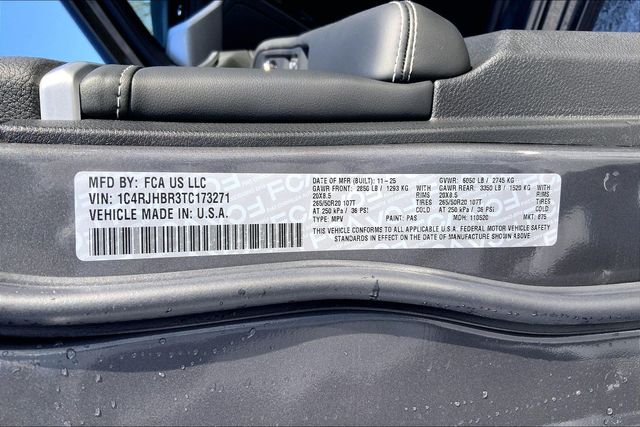 MFD BY: FCA US LLC
VIN: 1C4RJHBR3TC173271
VEHICLE MADE IN U.S.A.
DATE OF MFR (BUILT): 11-25 GVWR: 6050 LB / 2745 KG
GAWR FRONT: 2850 LB / 1293 KG WITH GAWR REAR: 3350 LB / 1520 KG WITH
20X8.5 RIMS 20X8.5 RIMS
265/50R20 107T TIRES 265/50R20 107T TIRES
AT 250 kPa / 36 PSI COLD AT 250 kPa / 36 PSI COLD
TYPE: MPV PAINT: PAS MDH: 110520 MKT: 875
THIS VEHICLE CONFORMS TO ALL APPLICABLE U.S.A. FEDERAL MOTOR VEHICLE SAFETY
STANDARDS IN EFFECT ON THE DATE OF MANUFACTURE SHOWN ABOVE.